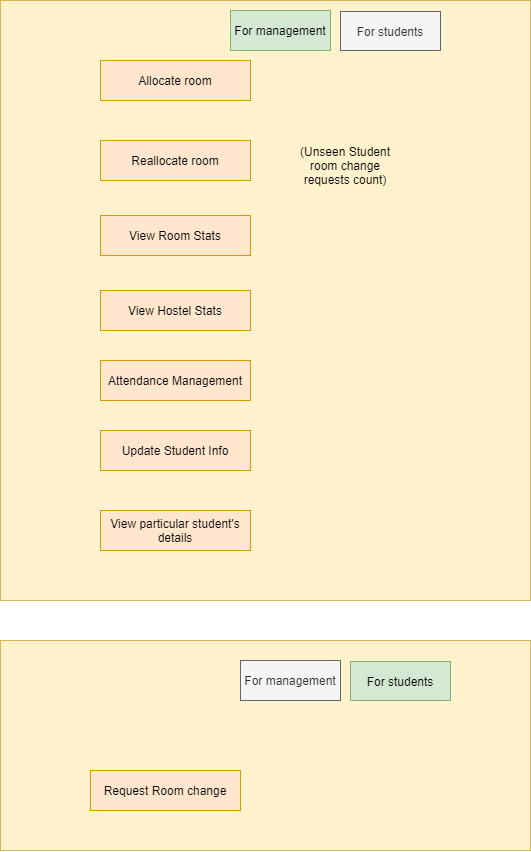 For management
For students
Allocate room
Reallocate room
(Unseen Student
room change
requests count)
View Room Stats
View Hostel Stats
Attendance Management
Update Student Info
View particular student's
details
For management
For students
Request Room change